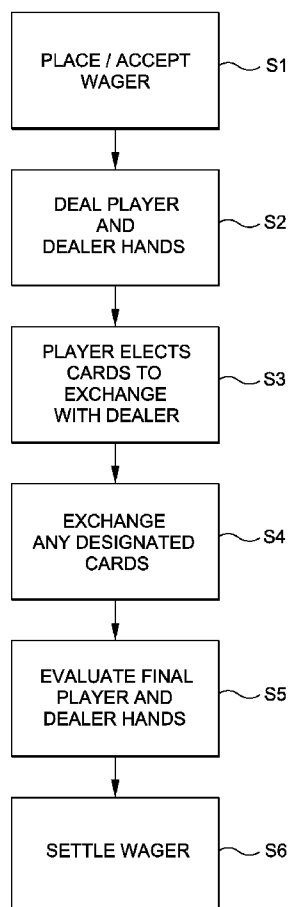 PLACE / ACCEPT
WAGER
S1
DEAL PLAYER
AND
DEALER HANDS
S2
PLAYER ELECTS
CARDS TO
EXCHANGE
WITH DEALER
S3
EXCHANGE
ANY DESIGNATED
CARDS
S4
EVALUATE FINAL
PLAYER AND
DEALER HANDS
S5
SETTLE WAGER
S6